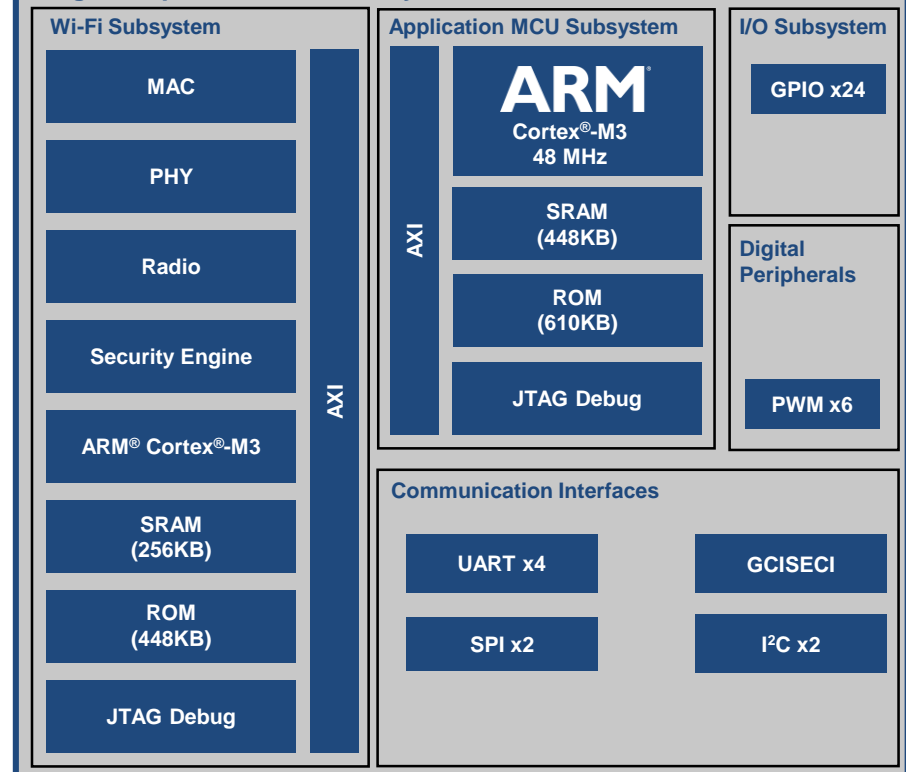 Wi-Fi Subsystem
MAC
PHY
Radio
Security Engine
ARM® Cortex®-M3
SRAM
(256KB)
ROM
(448KB)
JTAG Debug
AXI
Application MCU Subsystem
AXI
ARM®
Cortex®-M3
48 MHz
SRAM
(448KB)
ROM
(610KB)
JTAG Debug
I/O Subsystem
GPIO x24
Digital
Peripherals
PWM x6
Communication Interfaces
UART x4
GCISECI
SPI x2
I²C x2